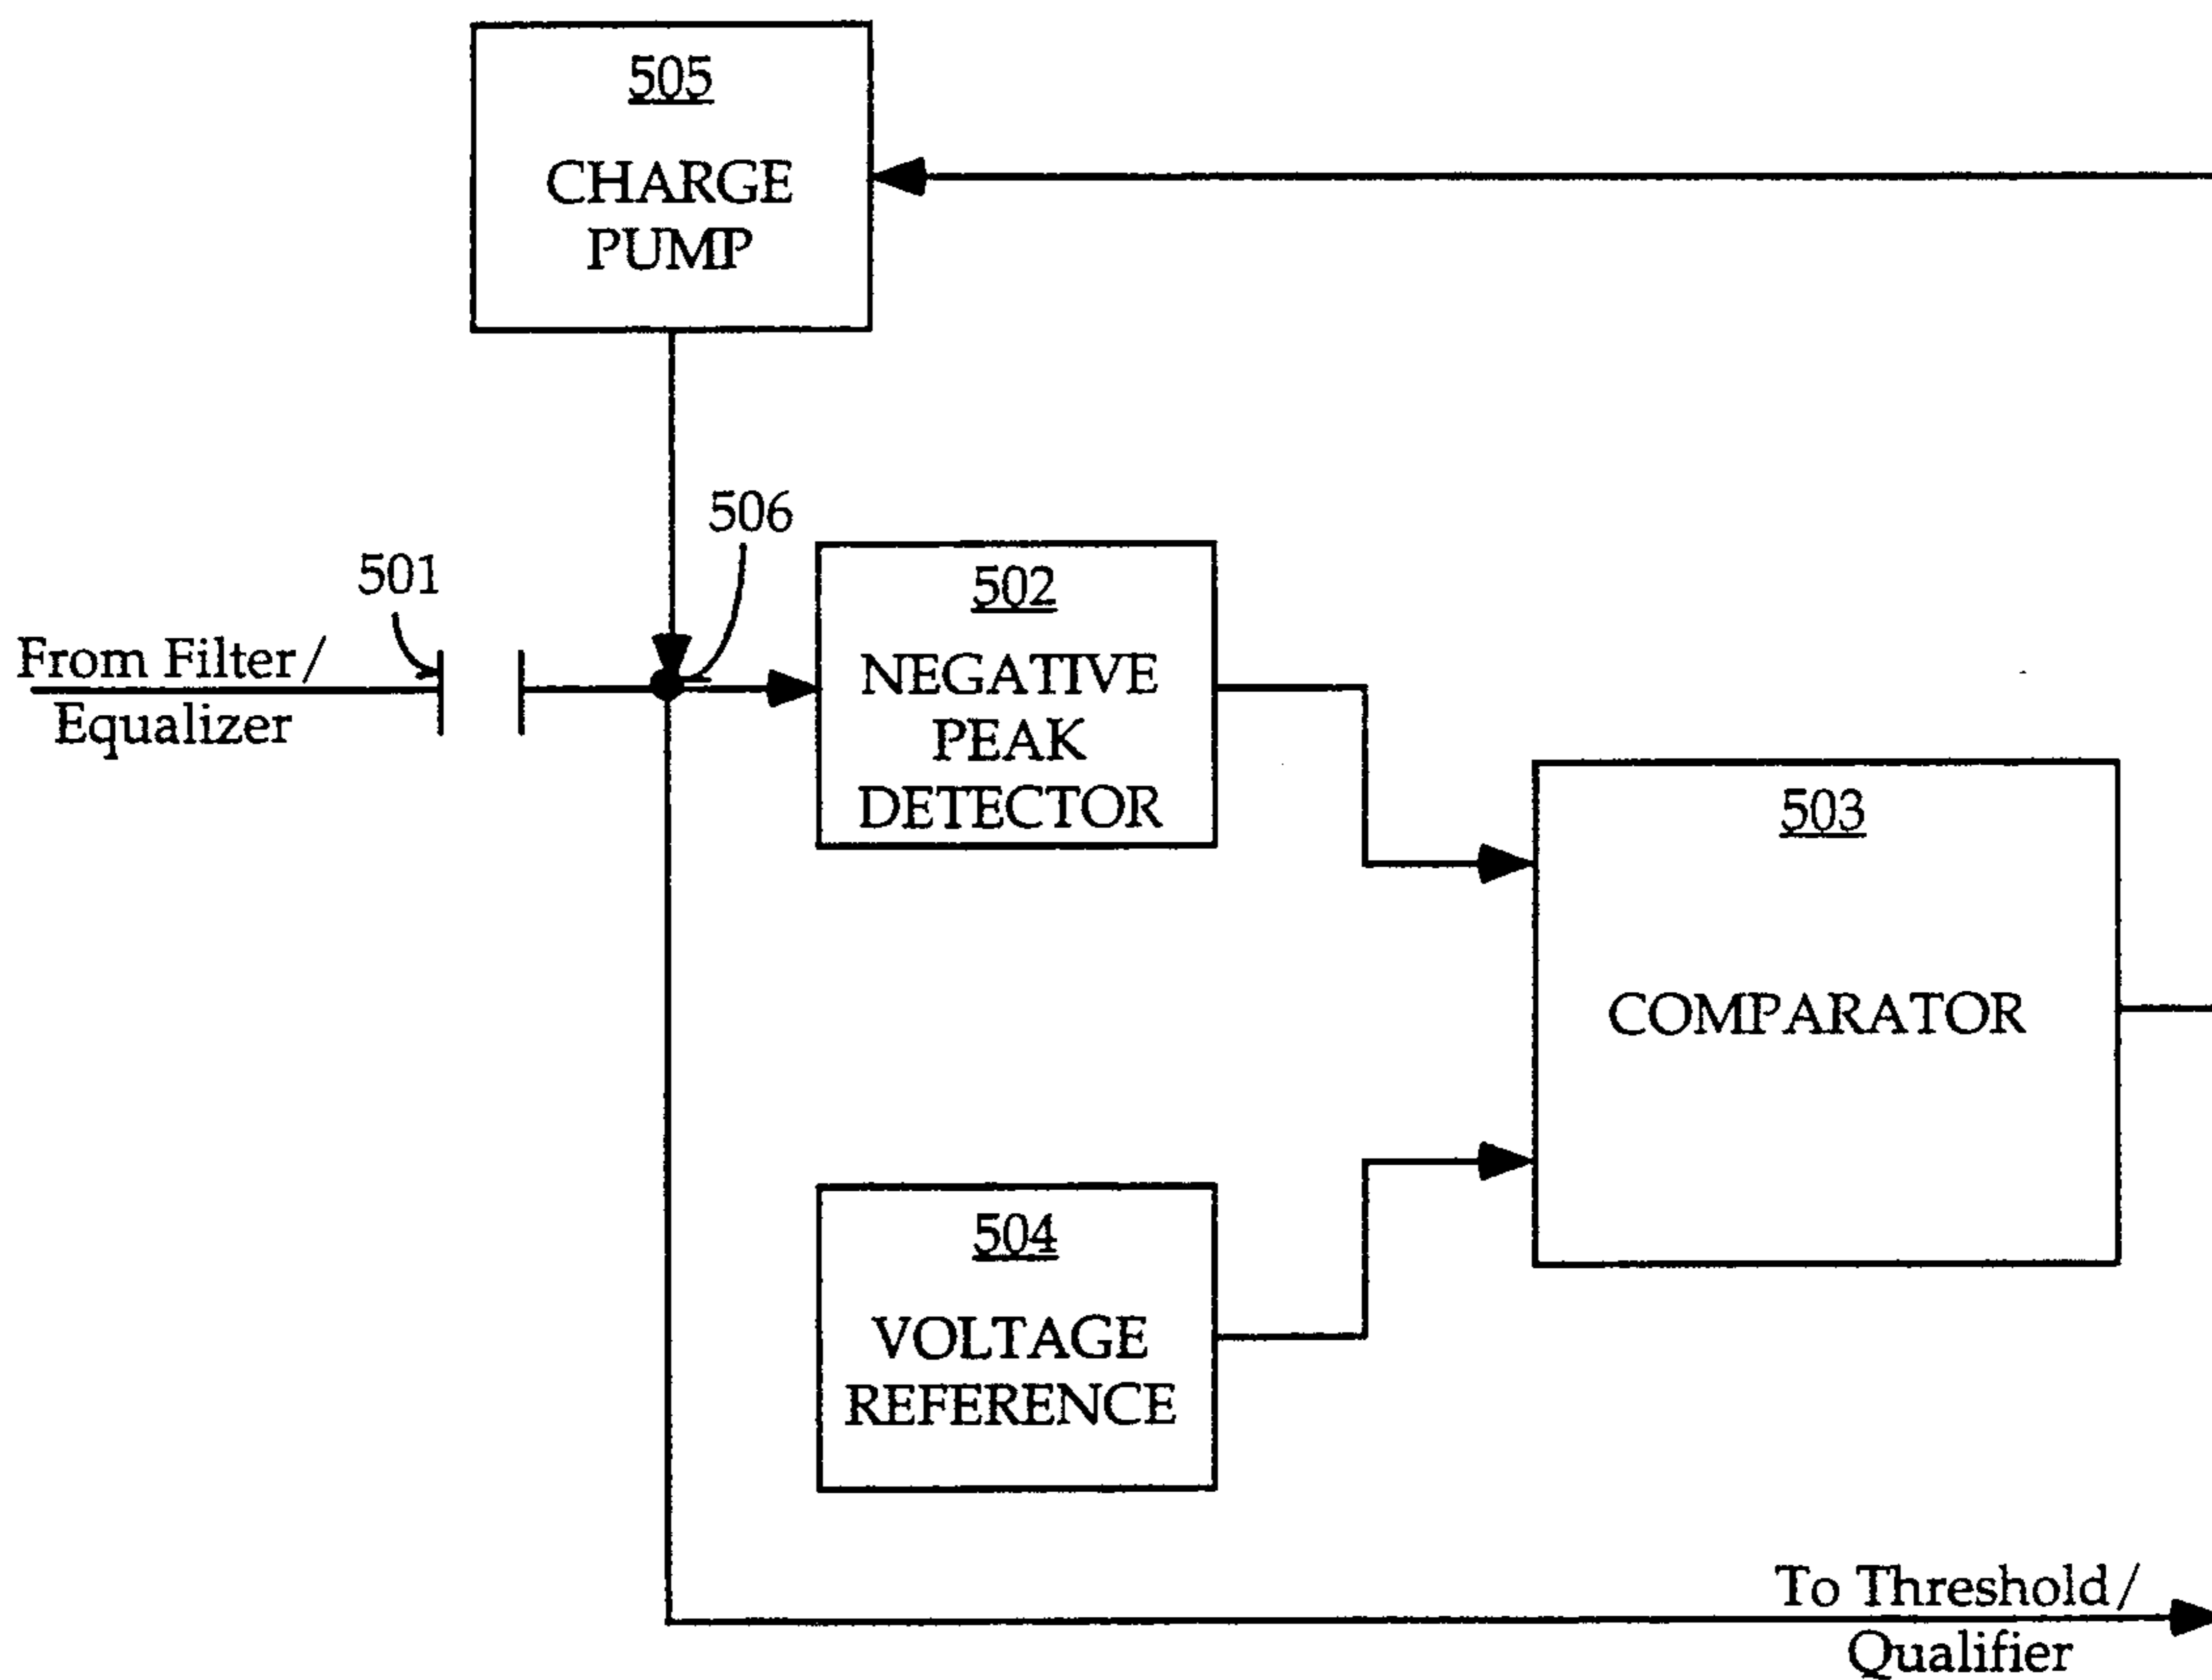 505
CHARGE
PUMP
506
501
From Filter/
Equalizer
502
NEGATIVE
PEAK
DETECTOR
503
COMPARATOR
504
VOLTAGE
REFERENCE
To Threshold/
Qualifier